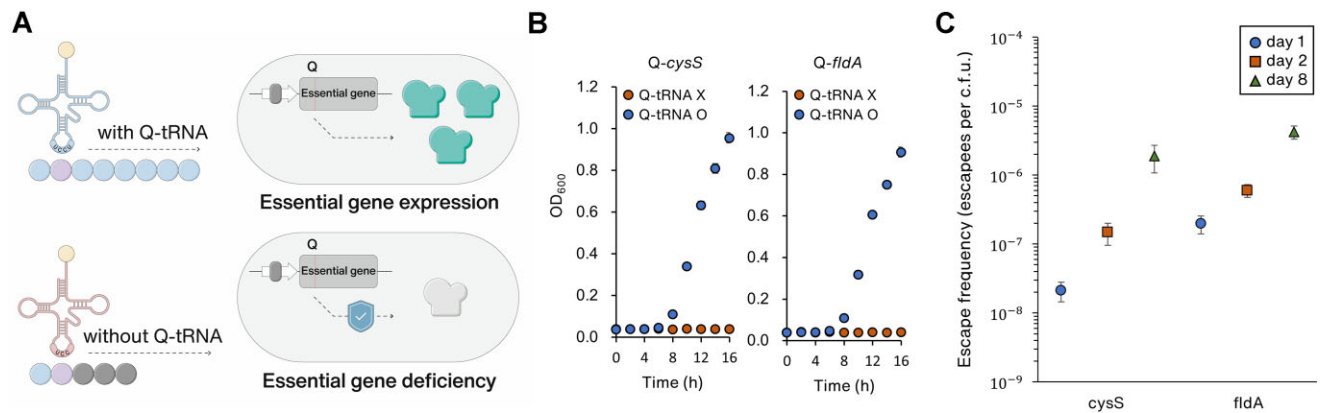 A
with Q-tRNA
UCCU
Q
Essential gene
Essential gene expression
without Q-tRNA
UCC
Q
Essential gene
Essential gene deficiency
B
Q-cysS
Q-fldA
Q-tRNA X
Q-tRNA O
Q-tRNA X
Q-tRNA O
OD600
1.2
1.0
0.8
0.6
0.4
0.2
0.0
0 4 8 12 16
Time (h)
1.2
1.0
0.8
0.6
0.4
0.2
0.0
0 4 8 12 16
Time (h)
C
Escape frequency (escapees per c.f.u.)
10⁻⁴
10⁻⁵
10⁻⁶
10⁻⁷
10⁻⁸
10⁻⁹
day 1
day 2
day 8
cysS
fldA